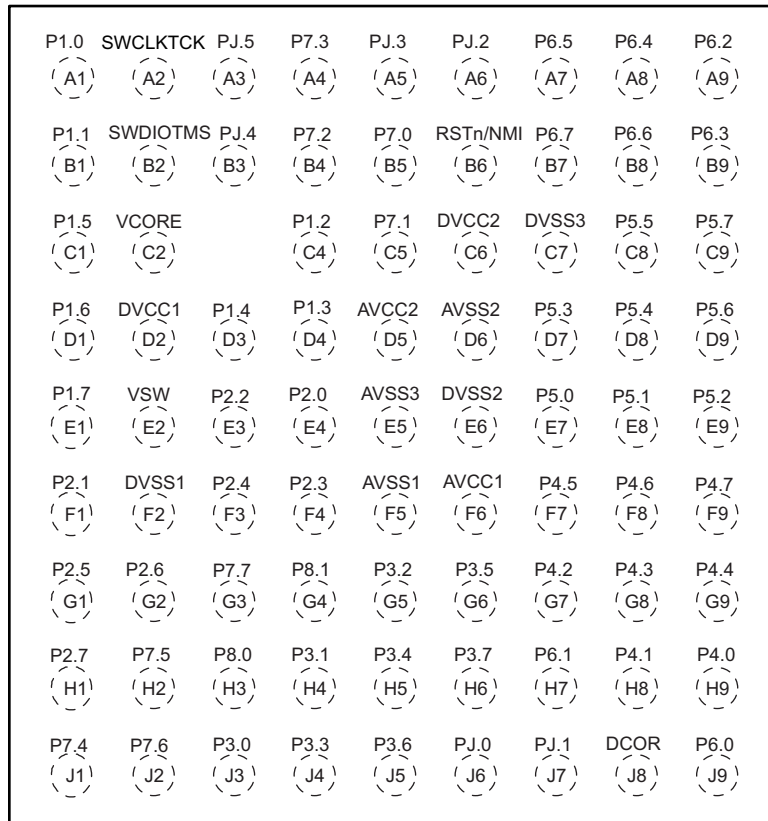 P1.0 SWCLKTCK PJ.5 P7.3 PJ.3 PJ.2 P6.5 P6.4 P6.2
A1 A2 A3 A4 A5 A6 A7 A8 A9
P1.1 SWDIOTMS PJ.4 P7.2 P7.0 RSTn/NMI P6.7 P6.6 P6.3
B1 B2 B3 B4 B5 B6 B7 B8 B9
P1.5 VCORE P1.2 P7.1 DVCC2 DVSS3 P5.5 P5.7
C1 C2 C4 C5 C6 C7 C8 C9
P1.6 DVCC1 P1.4 P1.3 AVCC2 AVSS2 P5.3 P5.4 P5.6
D1 D2 D3 D4 D5 D6 D7 D8 D9
P1.7 VSW P2.2 P2.0 AVSS3 DVSS2 P5.0 P5.1 P5.2
E1 E2 E3 E4 E5 E6 E7 E8 E9
P2.1 DVSS1 P2.4 P2.3 AVSS1 AVCC1 P4.5 P4.6 P4.7
F1 F2 F3 F4 F5 F6 F7 F8 F9
P2.5 P2.6 P7.7 P8.1 P3.2 P3.5 P4.2 P4.3 P4.4
G1 G2 G3 G4 G5 G6 G7 G8 G9
P2.7 P7.5 P8.0 P3.1 P3.4 P3.7 P6.1 P4.1 P4.0
H1 H2 H3 H4 H5 H6 H7 H8 H9
P7.4 P7.6 P3.0 P3.3 P3.6 PJ.0 PJ.1 DCOR P6.0
J1 J2 J3 J4 J5 J6 J7 J8 J9